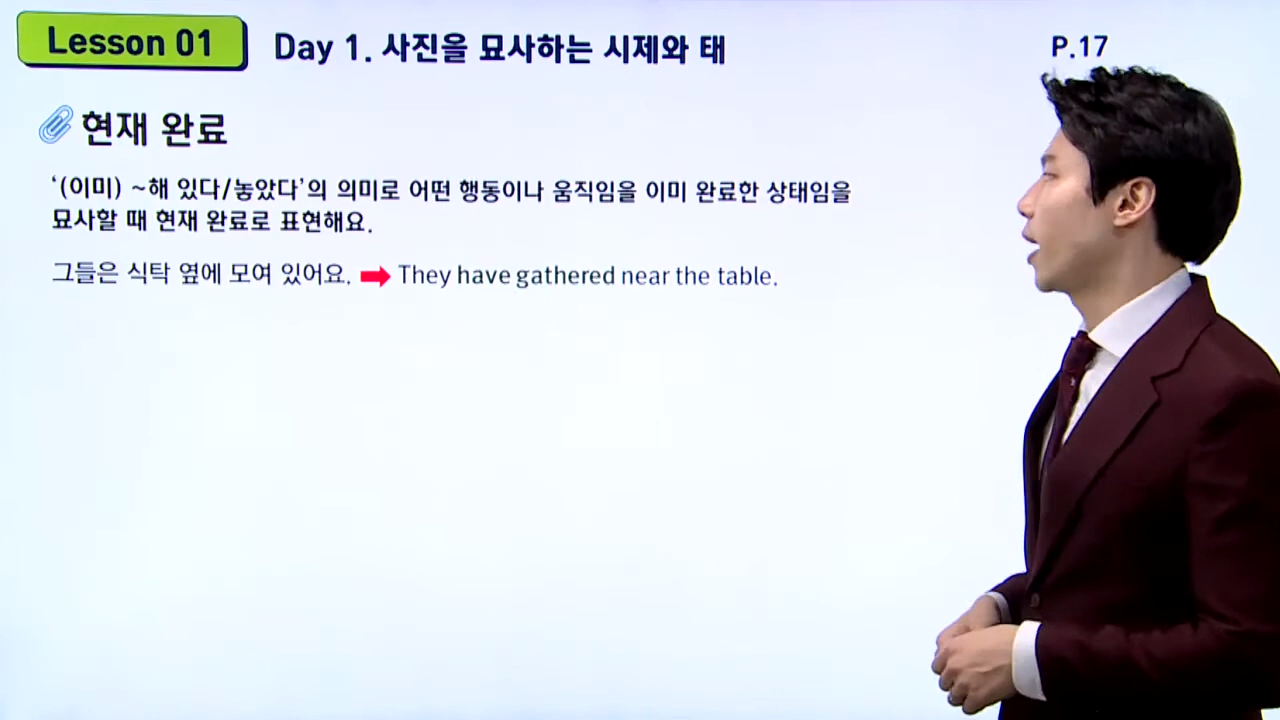 Lesson 01
Day 1. 사진을 묘사하는 시제와 태
P.17
현재 완료
‘(이미) ~해 있다/놓았다’의 의미로 어떤 행동이나 움직임을 이미 완료한 상태임을
묘사할 때 현재 완료로 표현해요.
그들은 식탁 옆에 모여 있어요. ➡ They have gathered near the table.